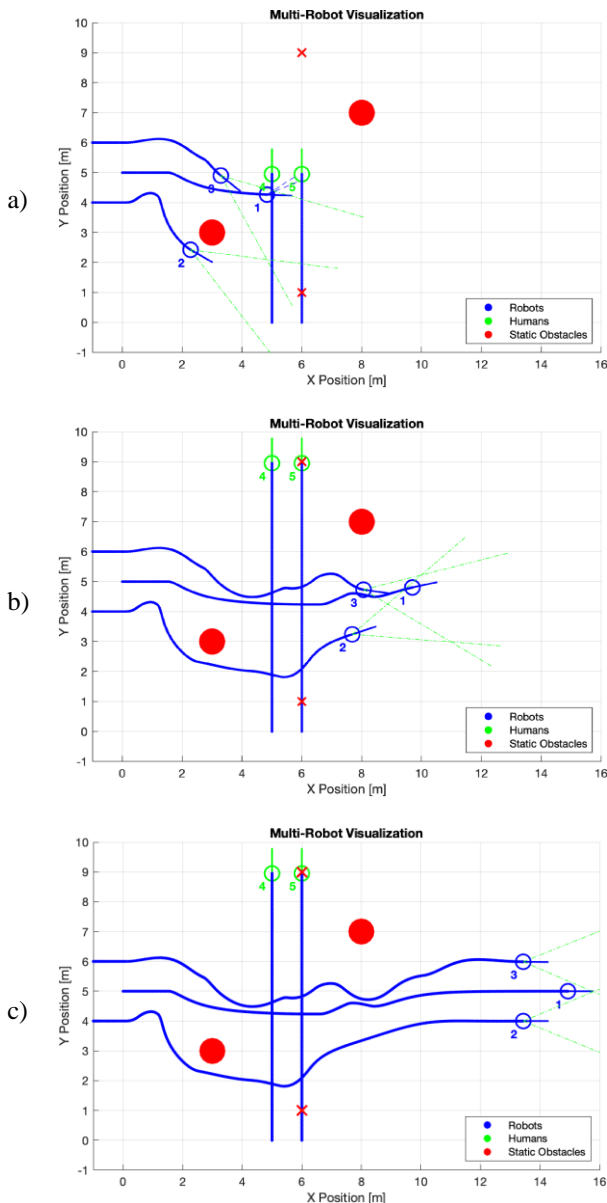 Multi-Robot Visualization
a)
Y Position [m]
10
9
8
7
6
5
4
3
2
1
0
-1
3
4
5
1
2
Robots
Humans
Static Obstacles
0 2 4 6 8 10 12 14 16
X Position [m]
Multi-Robot Visualization
b)
Y Position [m]
10
9
8
7
6
5
4
3
2
1
0
-1
4
5
3
1
2
Robots
Humans
Static Obstacles
0 2 4 6 8 10 12 14 16
X Position [m]
Multi-Robot Visualization
c)
Y Position [m]
10
9
8
7
6
5
4
3
2
1
0
-1
4
5
3
1
2
Robots
Humans
Static Obstacles
0 2 4 6 8 10 12 14 16
X Position [m]